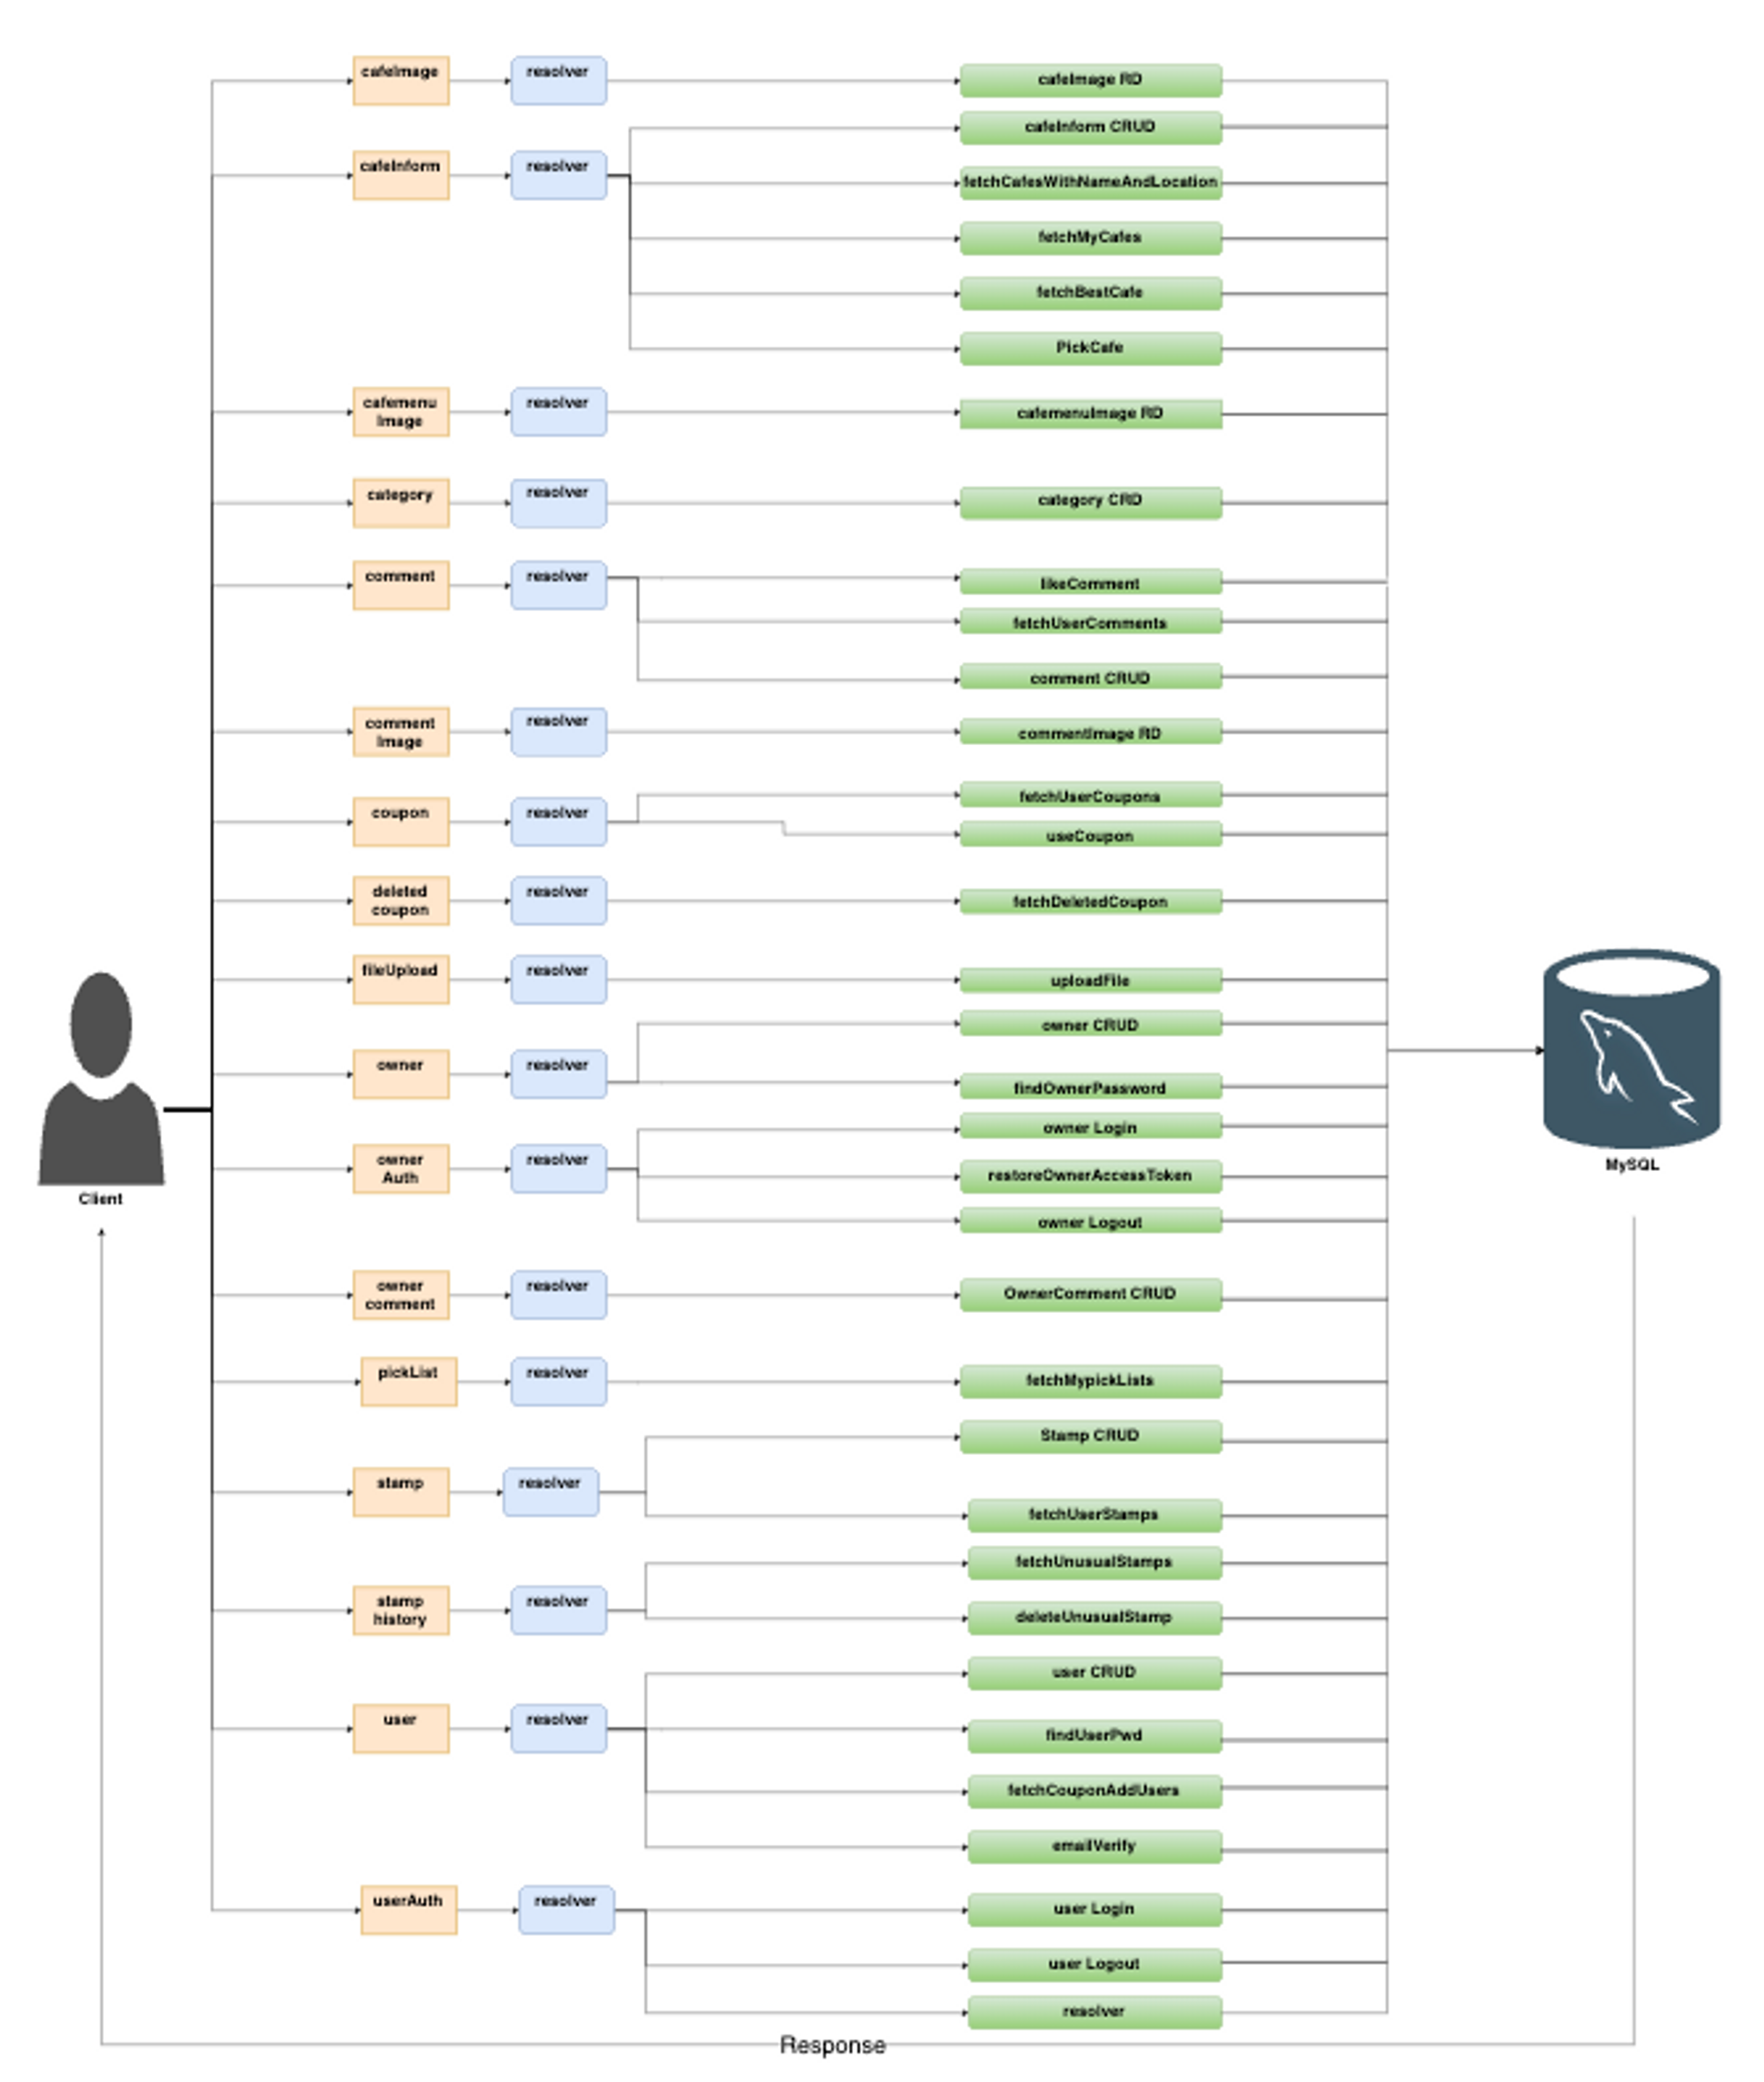 cafeImage
resolver
cafeImage RD
cafeInform CRUD
cafeInform
resolver
fetchCafesWithNameAndLocation
fetchMyCafes
fetchBestCafe
PickCafe
cafemenu
Image
resolver
cafemenuImage RD
category
resolver
category CRD
comment
resolver
likeComment
fetchUserComments
comment CRUD
comment
Image
resolver
commentImage RD
fetchUserCoupons
coupon
resolver
useCoupon
deleted
coupon
resolver
fetchDeletedCoupon
fileUpload
resolver
uploadFile
owner CRUD
owner
resolver
findOwnerPassword
owner Login
owner
Auth
resolver
restoreOwnerAccessToken
owner Logout
Client
MySQL
owner
comment
resolver
OwnerComment CRUD
pickList
resolver
fetchMypickLists
Stamp CRUD
stamp
resolver
fetchUserStamps
fetchUnusualStamps
stamp
history
resolver
deleteUnusualStamp
user CRUD
user
resolver
findUserPwd
fetchCouponAddUsers
emailVerify
userAuth
resolver
user Login
user Logout
resolver
Response